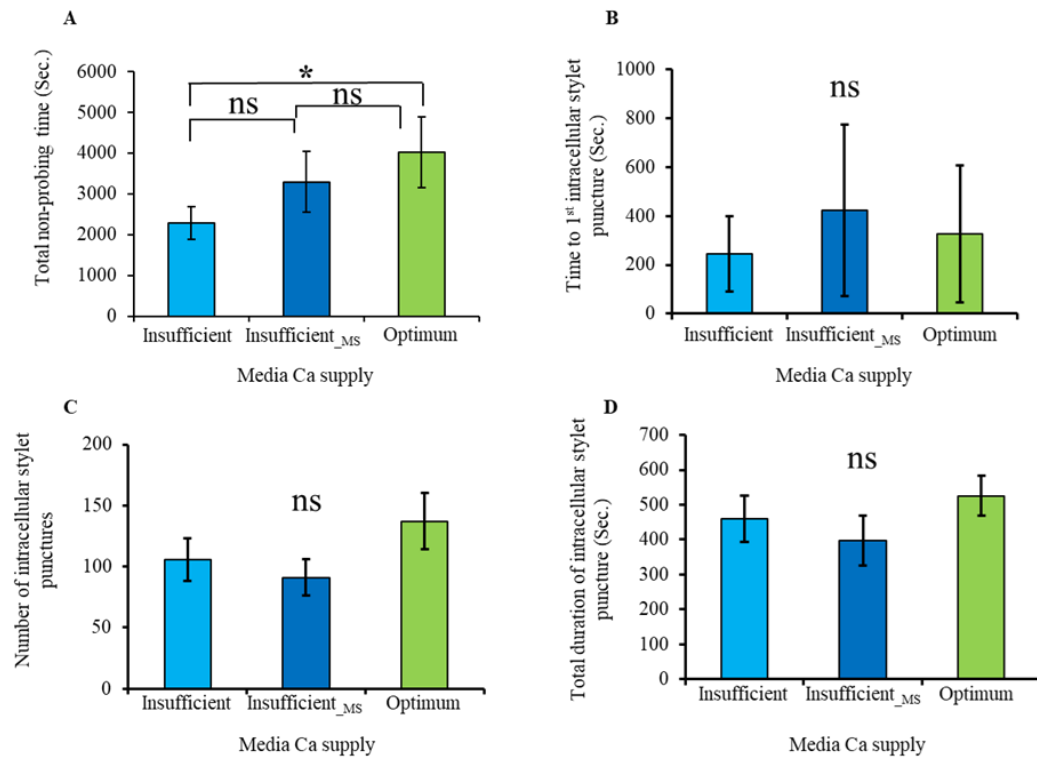 A
Total non-probing time (Sec.)
6000
5000
4000
3000
2000
1000
0
*
ns
ns
Insufficient
Insufficient_MS
Optimum
Media Ca supply
B
Time to 1st intracellular stylet
puncture (Sec.)
1000
800
600
400
200
0
ns
Insufficient
Insufficient_MS
Optimum
Media Ca supply
C
Number of intracellular stylet
punctures
200
150
100
50
0
ns
Insufficient
Insufficient_MS
Optimum
Media Ca supply
D
Total duration of intracellular stylet
puncture (Sec.)
700
600
500
400
300
200
100
0
ns
Insufficient
Insufficient_MS
Optimum
Media Ca supply